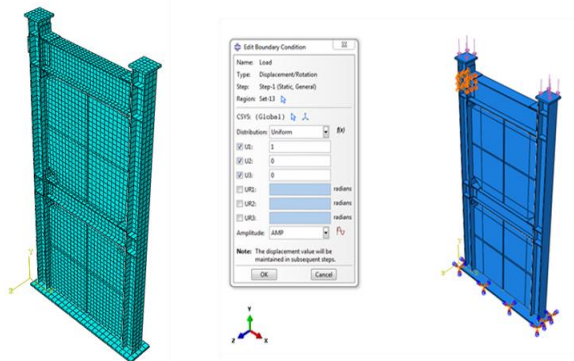 Edit Boundary Condition
Name: Load
Type: Displacement/Rotation
Step: Step-1 (Static, General)
Region: Set-13
CSYS: (Global)
Distribution: Uniform f(x)
U1: 1
U2: 0
U3: 0
UR1: radians
UR2: radians
UR3: radians
Amplitude: AMP
Note: The displacement value will be
maintained in subsequent steps.
OK Cancel
Y
Z X